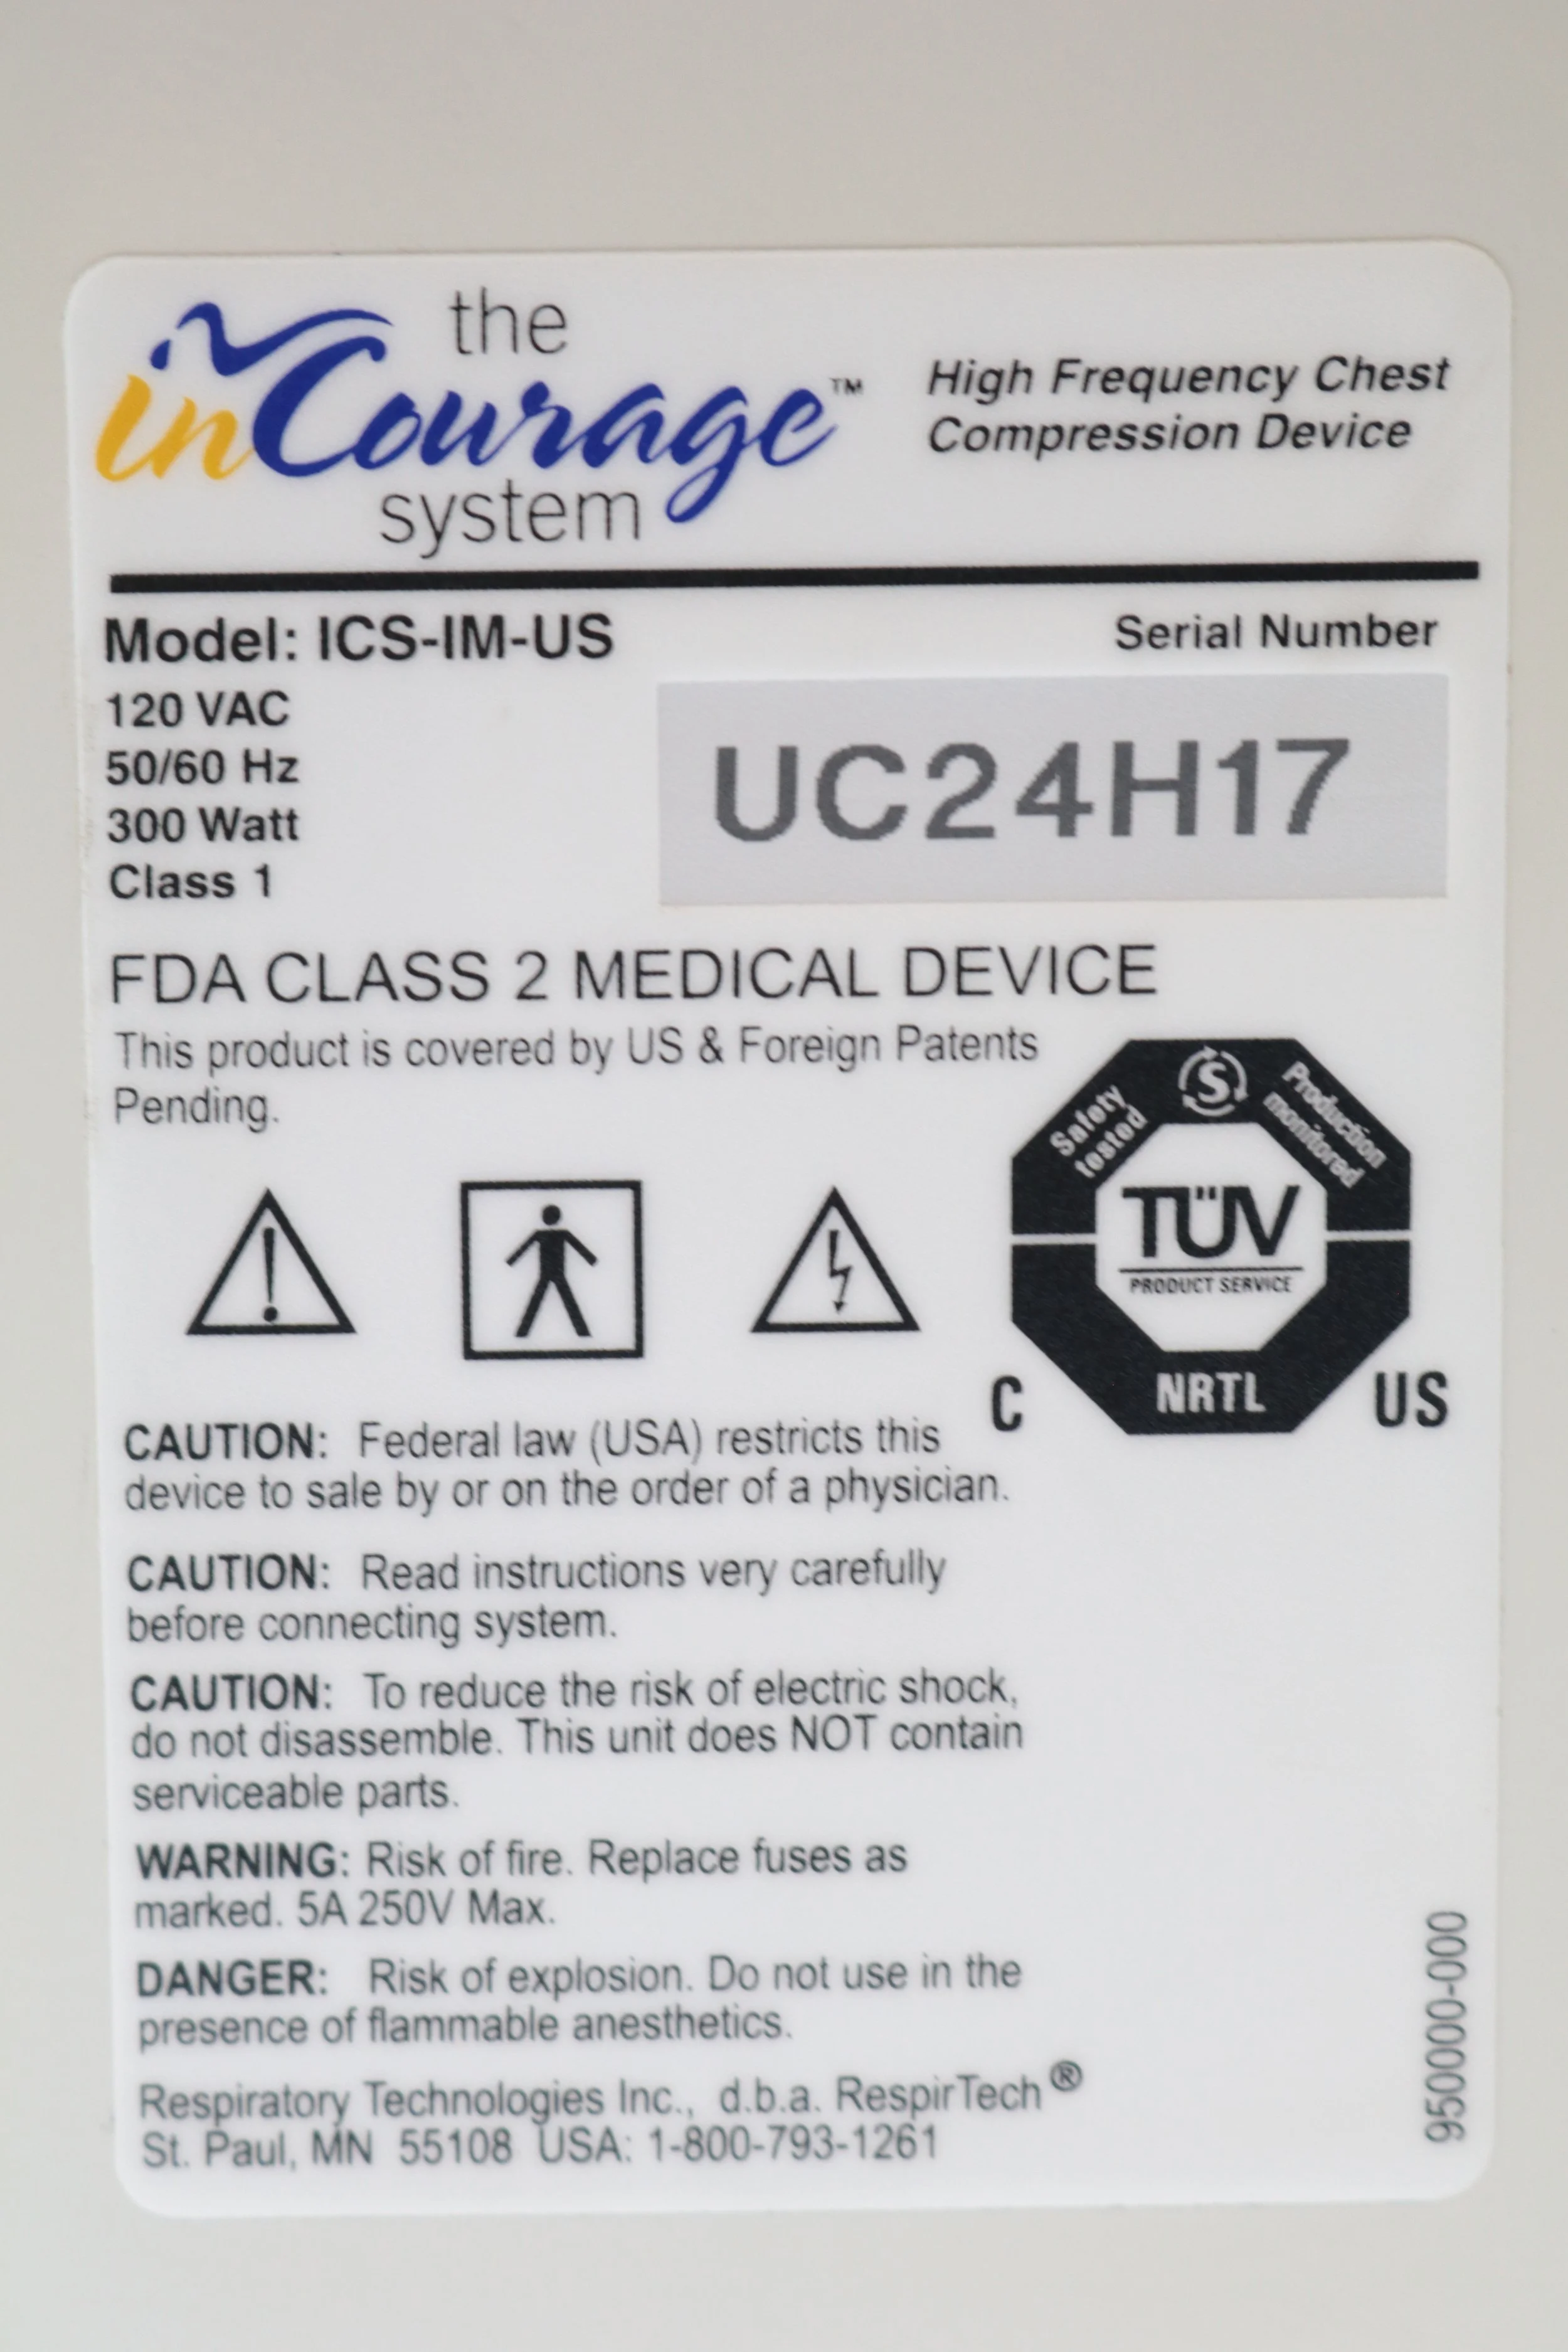 the
inCourage™
system
High Frequency Chest
Compression Device
Model: ICS-IM-US
120 VAC
50/60 Hz
300 Watt
Class 1
Serial Number
UC24H17
FDA CLASS 2 MEDICAL DEVICE
This product is covered by US & Foreign Patents
Pending.
Safety
tested
S
Production
monitored
TÜV
PRODUCT SERVICE
NRTL
C
US
CAUTION: Federal law (USA) restricts this
device to sale by or on the order of a physician.
CAUTION: Read instructions very carefully
before connecting system.
CAUTION: To reduce the risk of electric shock,
do not disassemble. This unit does NOT contain
serviceable parts.
WARNING: Risk of fire. Replace fuses as
marked. 5A 250V Max.
DANGER: Risk of explosion. Do not use in the
presence of flammable anesthetics.
Respiratory Technologies Inc., d.b.a. RespirTech®
St. Paul, MN 55108 USA: 1-800-793-1261
950000-000